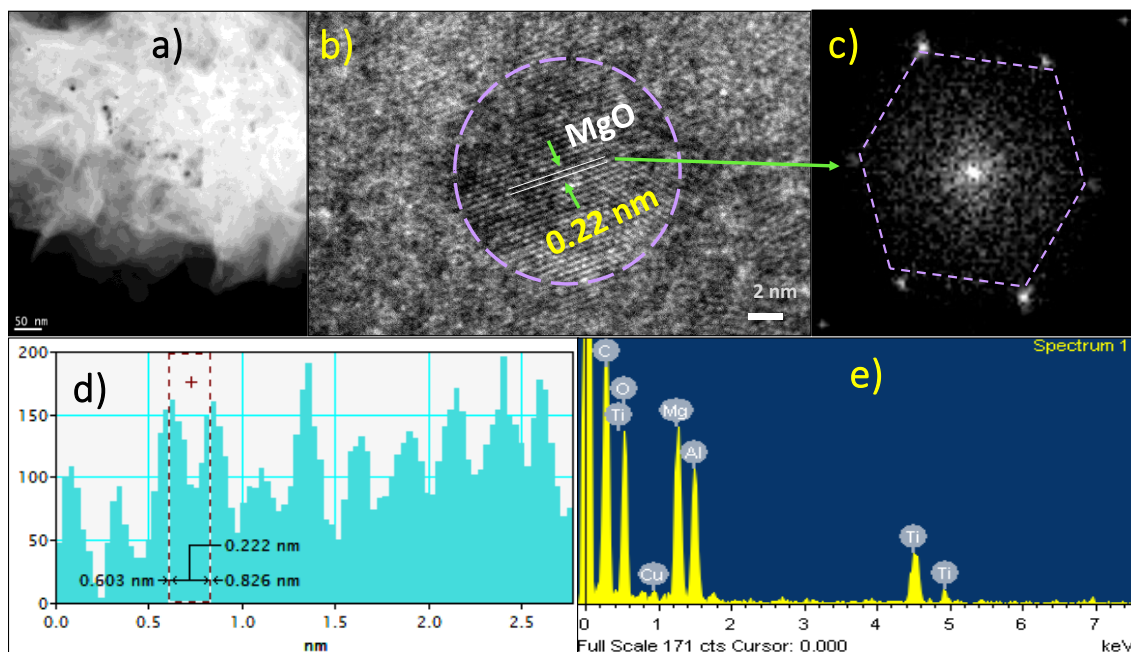 a)
50 nm
b)
MgO
0.22 nm
2 nm
c)
d)
200
150
100
50
0
0.222 nm
0.603 nm
0.826 nm
0.0 0.5 1.0 1.5 2.0 2.5
nm
e)
Spectrum 1
C
O
Ti
Mg
Al
Cu
Ti
Ti
0 1 2 3 4 5 6 7
Full Scale 171 cts Cursor: 0.000
keV